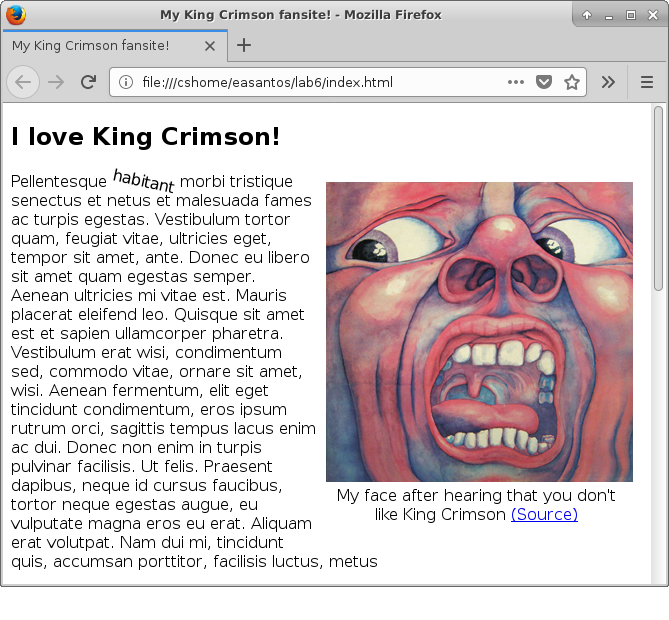 My King Crimson fansite! - Mozilla Firefox
My King Crimson fansite!
file:///cshome/easantos/lab6/index.html
I love King Crimson!
Pellentesque habitant morbi tristique
senectus et netus et malesuada fames
ac turpis egestas. Vestibulum tortor
quam, feugiat vitae, ultricies eget,
tempor sit amet, ante. Donec eu libero
sit amet quam egestas semper.
Aenean ultricies mi vitae est. Mauris
placerat eleifend leo. Quisque sit amet
est et sapien ullamcorper pharetra.
Vestibulum erat wisi, condimentum
sed, commodo vitae, ornare sit amet,
wisi. Aenean fermentum, elit eget
tincidunt condimentum, eros ipsum
rutrum orci, sagittis tempus lacus enim
ac dui. Donec non enim in turpis
pulvinar facilisis. Ut felis. Praesent
dapibus, neque id cursus faucibus,
tortor neque egestas augue, eu
vulputate magna eros eu erat. Aliquam
erat volutpat. Nam dui mi, tincidunt
quis, accumsan porttitor, facilisis luctus, metus
My face after hearing that you don't
like King Crimson (Source)